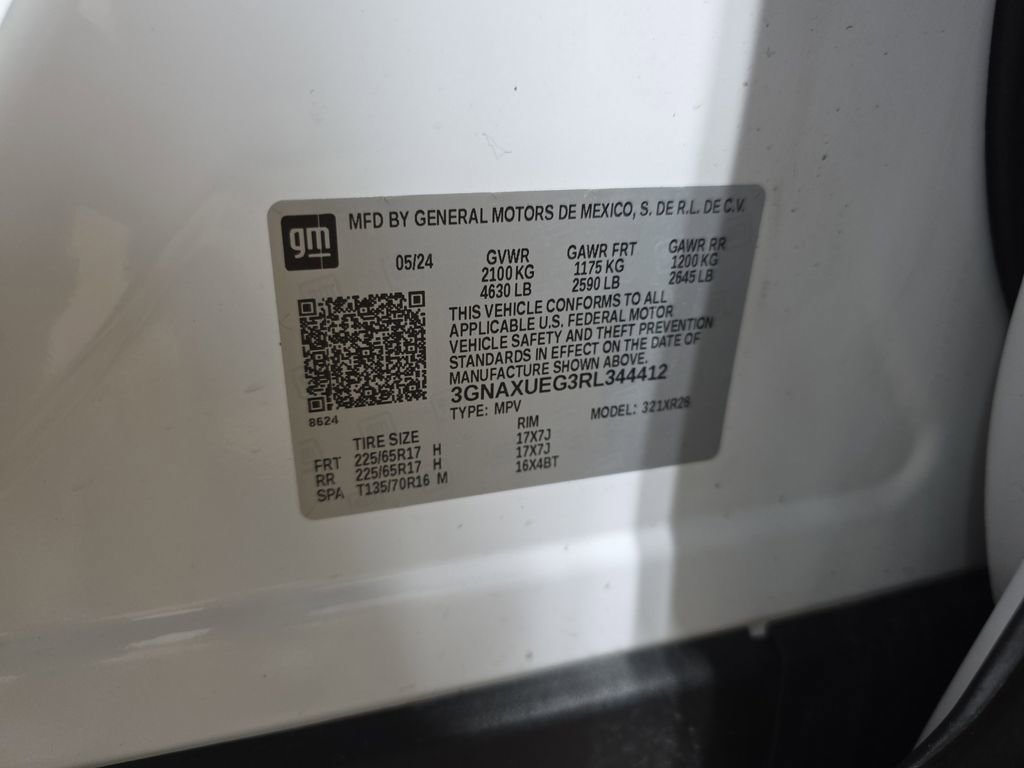 gm
MFD BY GENERAL MOTORS DE MEXICO, S. DE R.L. DE C.V.
05/24 GVWR GAWR FRT GAWR RR
2100 KG 1175 KG 1200 KG
4630 LB 2590 LB 2645 LB
THIS VEHICLE CONFORMS TO ALL
APPLICABLE U.S. FEDERAL MOTOR
VEHICLE SAFETY AND THEFT PREVENTION
STANDARDS IN EFFECT ON THE DATE OF
MANUFACTURE SHOWN ABOVE.
3GNAXUEG3RL344412
TYPE: MPV MODEL: 321XR26
8624
TIRE SIZE RIM
FRT 225/65R17 H 17X7J
RR 225/65R17 H 17X7J
SPA T135/70R16 M 16X4BT